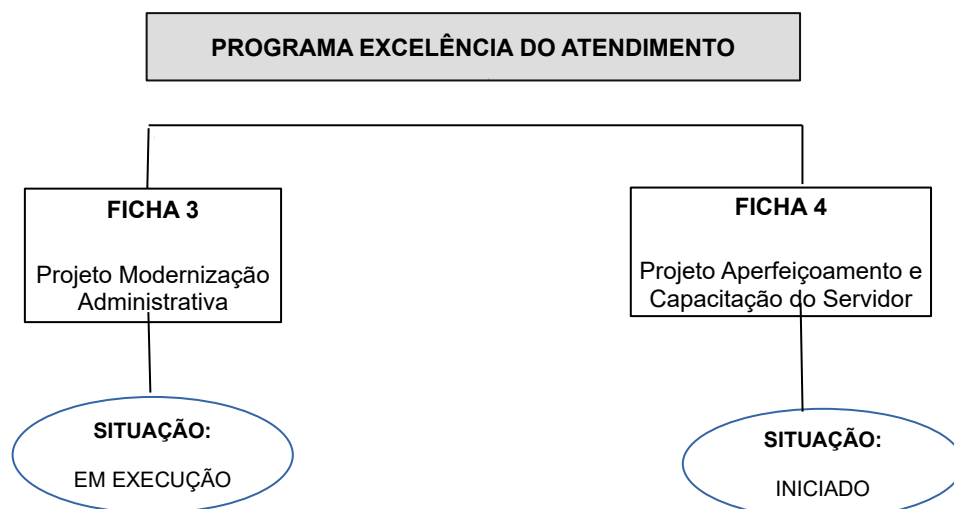 PROGRAMA EXCELÊNCIA DO ATENDIMENTO
FICHA 3
Projeto Modernização
Administrativa
SITUAÇÃO:
EM EXECUÇÃO
FICHA 4
Projeto Aperfeiçoamento e
Capacitação do Servidor
SITUAÇÃO:
INICIADO